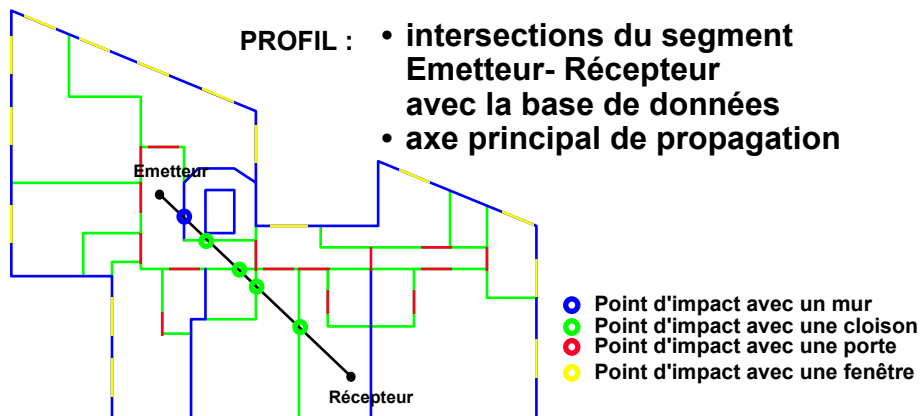 PROFIL :
• intersections du segment
Emetteur- Récepteur
avec la base de données
• axe principal de propagation
Emetteur
Récepteur
Point d'impact avec un mur
Point d'impact avec une cloison
Point d'impact avec une porte
Point d'impact avec une fenêtre